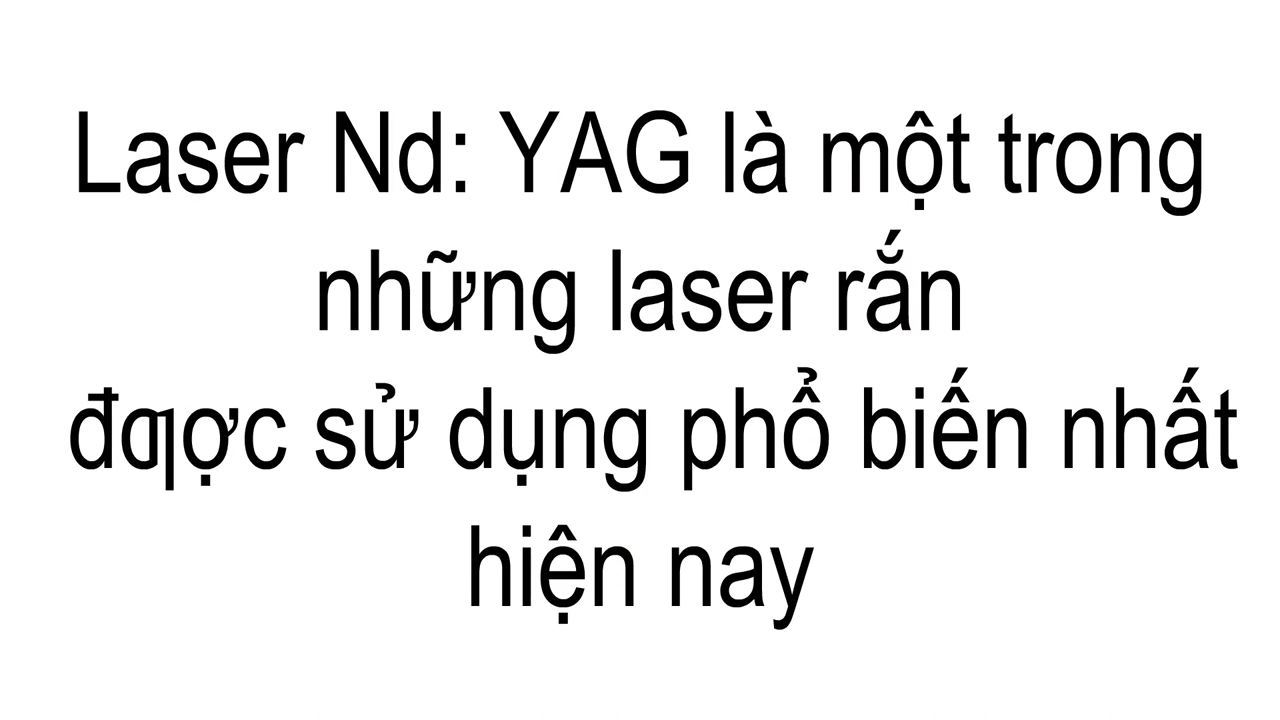 Laser Nd: YAG là một trong
những laser rắn
đƣợc sử dụng phổ biến nhất
hiện nay